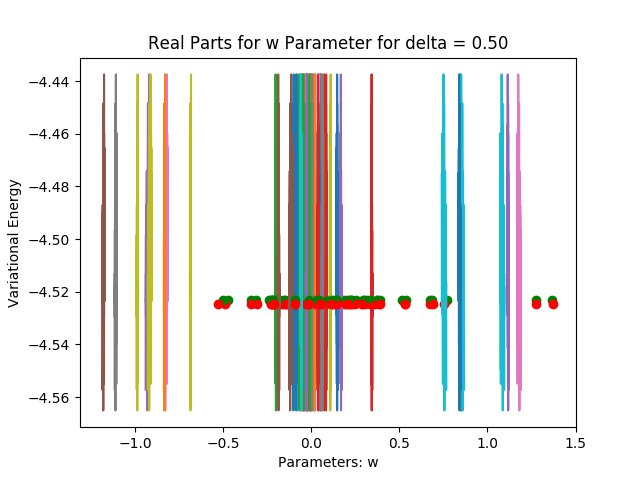 Real Parts for w Parameter for delta = 0.50
−4.44
−4.46
−4.48
−4.50
−4.52
−4.54
−4.56
Variational Energy
−1.0 −0.5 0.0 0.5 1.0 1.5
Parameters: w